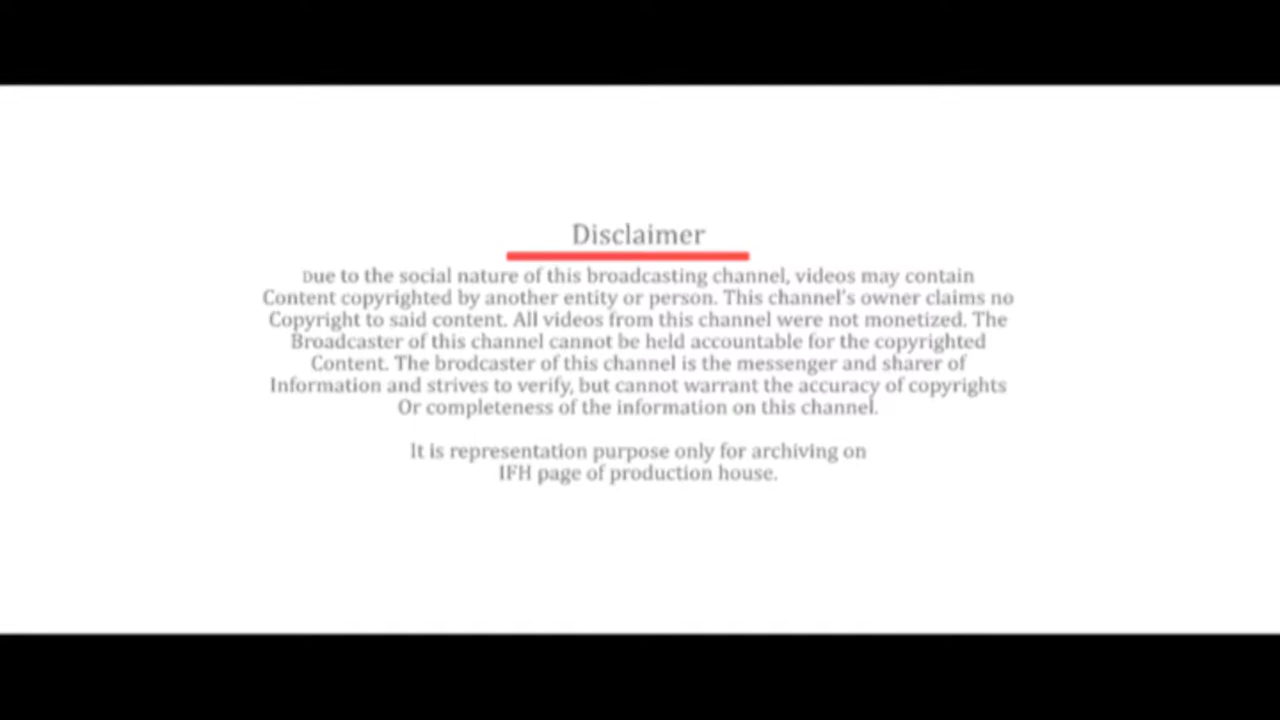 Disclaimer
Due to the social nature of this broadcasting channel, videos may contain
Content copyrighted by another entity or person. This channel's owner claims no
Copyright to said content. All videos from this channel were not monetized. The
Broadcaster of this channel cannot be held accountable for the copyrighted
Content. The brodcaster of this channel is the messenger and sharer of
Information and strives to verify, but cannot warrant the accuracy of copyrights
Or completeness of the information on this channel.
It is representation purpose only for archiving on
IFH page of production house.